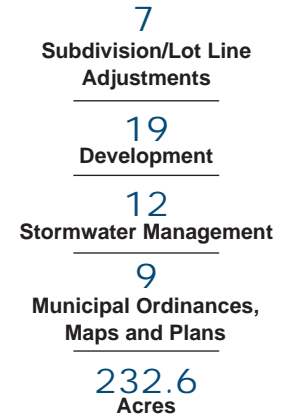 7
Subdivision/Lot Line
Adjustments
19
Development
12
Stormwater Management
9
Municipal Ordinances,
Maps and Plans
232.6
Acres